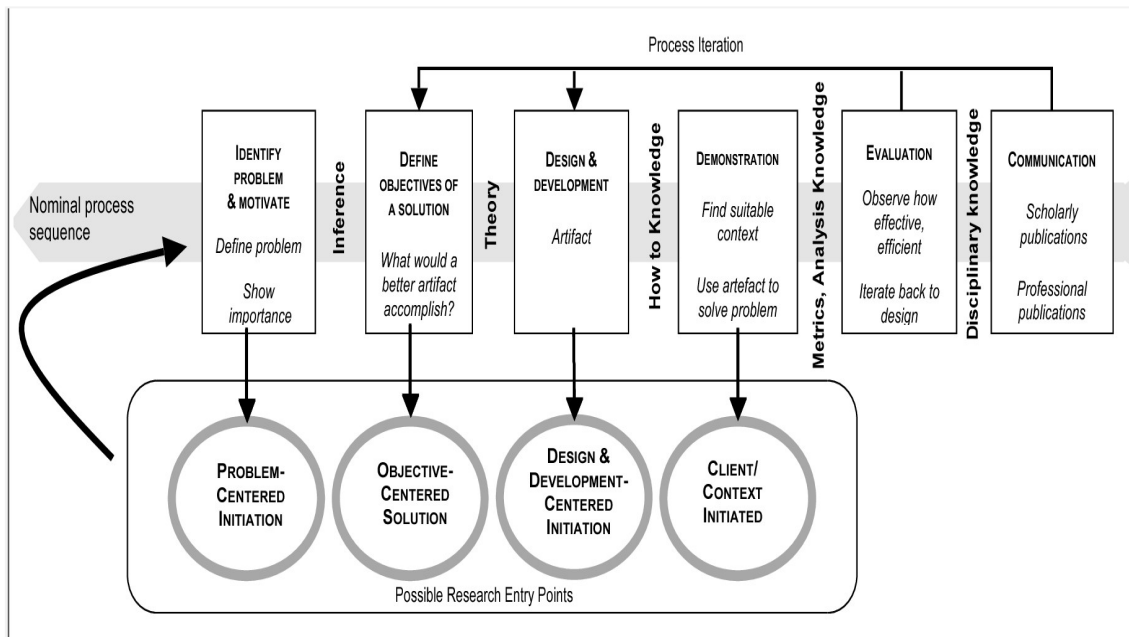 Process Iteration
Nominal process
sequence
IDENTIFY
PROBLEM
& MOTIVATE
Define problem
Show
importance
Inference
DEFINE
OBJECTIVES OF
A SOLUTION
What would a
better artifact
accomplish?
Theory
DESIGN &
DEVELOPMENT
Artifact
How to Knowledge
DEMONSTRATION
Find suitable
context
Use artefact to
solve problem
Metrics, Analysis Knowledge
EVALUATION
Observe how
effective,
efficient
Iterate back to
design
Disciplinary knowledge
COMMUNICATION
Scholarly
publications
Professional
publications
PROBLEM-
CENTERED
INITIATION
OBJECTIVE-
CENTERED
SOLUTION
DESIGN &
DEVELOPMENT-
CENTERED
INITIATION
CLIENT/
CONTEXT
INITIATED
Possible Research Entry Points